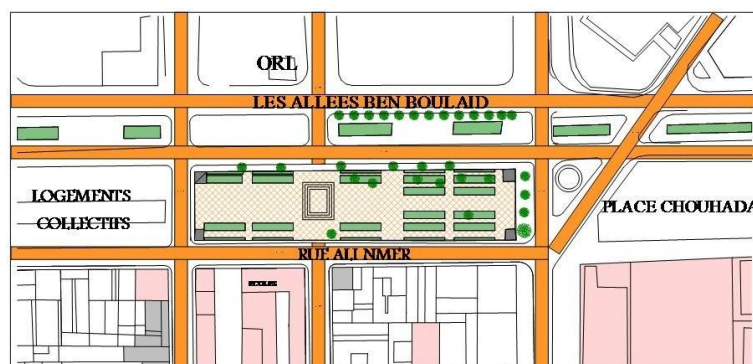 ORL
LES ALLEES BEN BOULAID
LOGEMENTS
COLLECTIFS
PLACE CHOUHADA
RUE ALI NMER